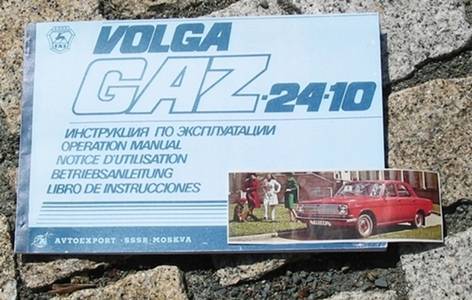 VOLGA
GAZ-24-10
ИНСТРУКЦИЯ ПО ЭКСПЛУАТАЦИИ
OPERATION MANUAL
NOTICE D'UTILISATION
BETRIEBSANLEITUNG
LIBRO DE INSTRUCCIONES
AVTOEXPORT · SSSR · MOSKVA